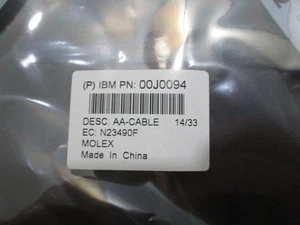 (P) IBM PN: 00J0094
DESC: AA-CABLE 14/33
EC: N23490F
MOLEX
Made In China